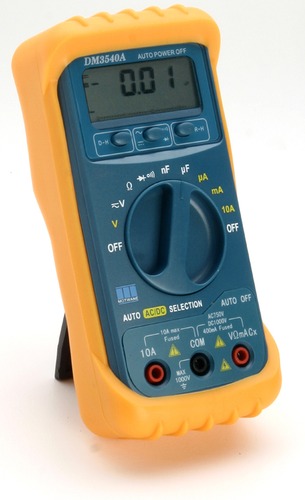 DM3540A AUTO POWER OFF
- 0.01
D-H R-H
Ω nF µF
≂V µA
V mA
OFF 10A
OFF
MOTWANE
AUTO AC/DC SELECTION AUTO OFF
10A max Fused AC750V
DC1000V
400mA Fused
10A COM VΩmACx
MAX
1000V